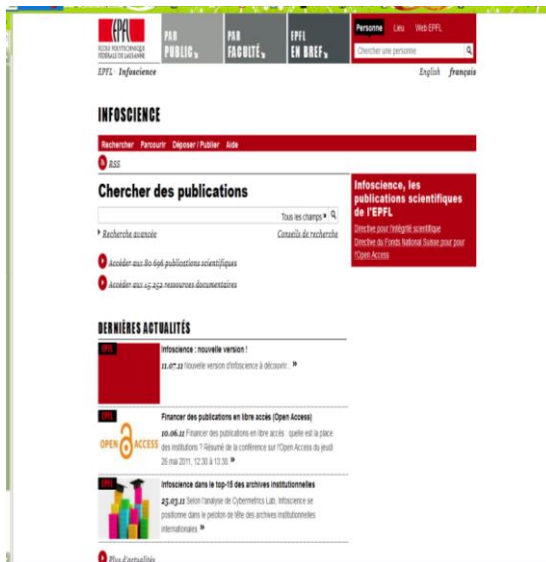 EPFL
ÉCOLE POLYTECHNIQUE
FÉDÉRALE DE LAUSANNE
PAR
PUBLIC
PAR
FACULTÉ
EPFL
EN BREF
Personne Lieu Web EPFL
Chercher une personne
EPFL > Infoscience
English français
INFOSCIENCE
Rechercher Parcourir Déposer / Publier Aide
RSS
Chercher des publications
Tous les champs
Recherche avancée
Conseils de recherche
Accéder aux 80 696 publications scientifiques
Accéder aux 15 252 ressources documentaires
Infoscience, les
publications scientifiques
de l'EPFL
Directive pour l'intégrité scientifique
Directive du Fonds National Suisse pour pour
l'Open Access
DERNIÈRES ACTUALITÉS
EPFL
Infoscience : nouvelle version !
11.07.11 Nouvelle version d'Infoscience à découvrir... »
EPFL
OPEN ACCESS
Financer des publications en libre accès (Open Access)
10.06.11 Financer des publications en libre accès : quelle est la place
des institutions ? Résumé de la conférence sur l'Open Access du jeudi
26 mai 2011, 12:30 à 13:30. »
EPFL
Infoscience dans le top-15 des archives institutionnelles
25.03.11 Selon l'analyse de Cybermetrics Lab, Infoscience se
positionne dans le peloton de tête des archives institutionnelles
internationales. »
Plus d'actualités